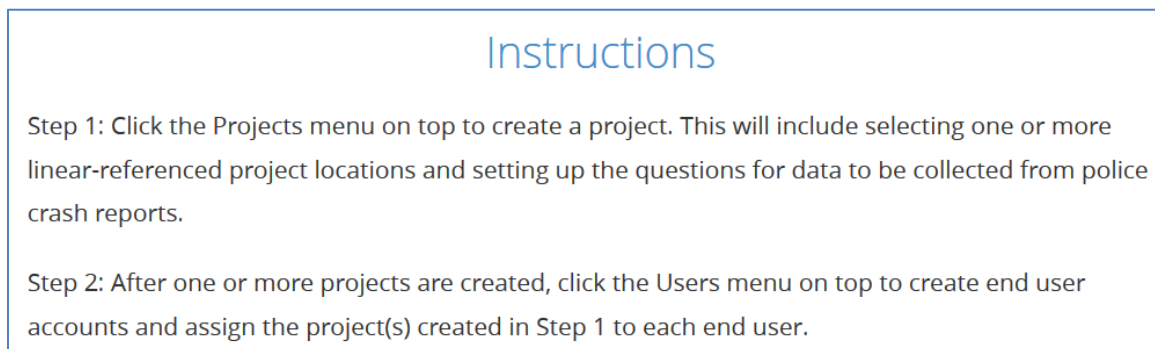 Instructions
Step 1: Click the Projects menu on top to create a project. This will include selecting one or more
linear-referenced project locations and setting up the questions for data to be collected from police
crash reports.
Step 2: After one or more projects are created, click the Users menu on top to create end user
accounts and assign the project(s) created in Step 1 to each end user.